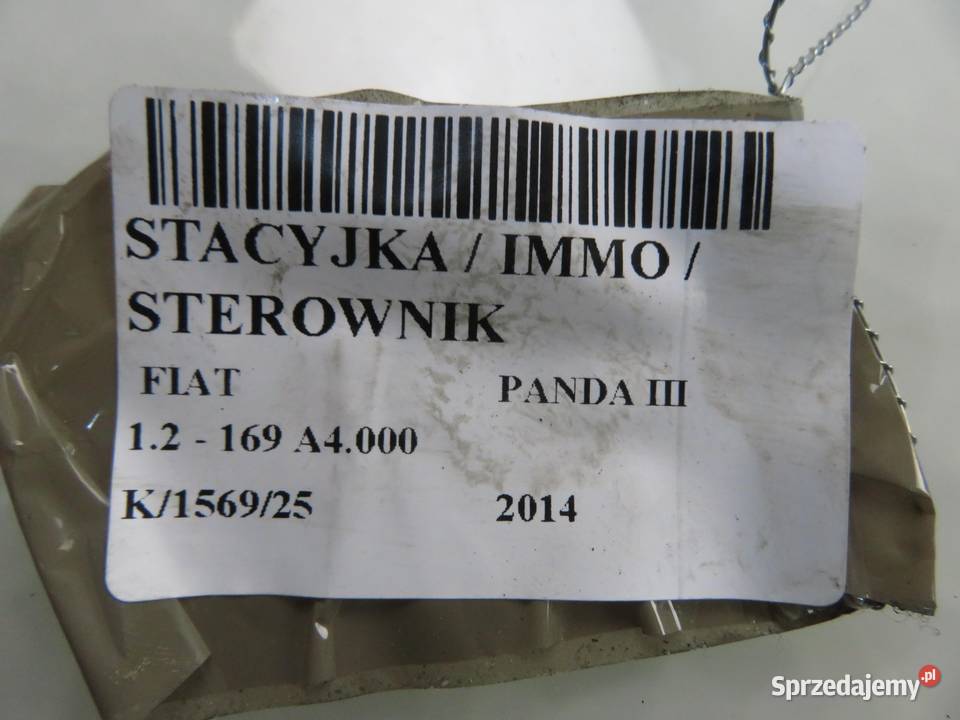 STACYJKA / IMMO /
STEROWNIK
FIAT PANDA III
1.2 - 169 A4.000
K/1569/25 2014
Sprzedajemy.pl